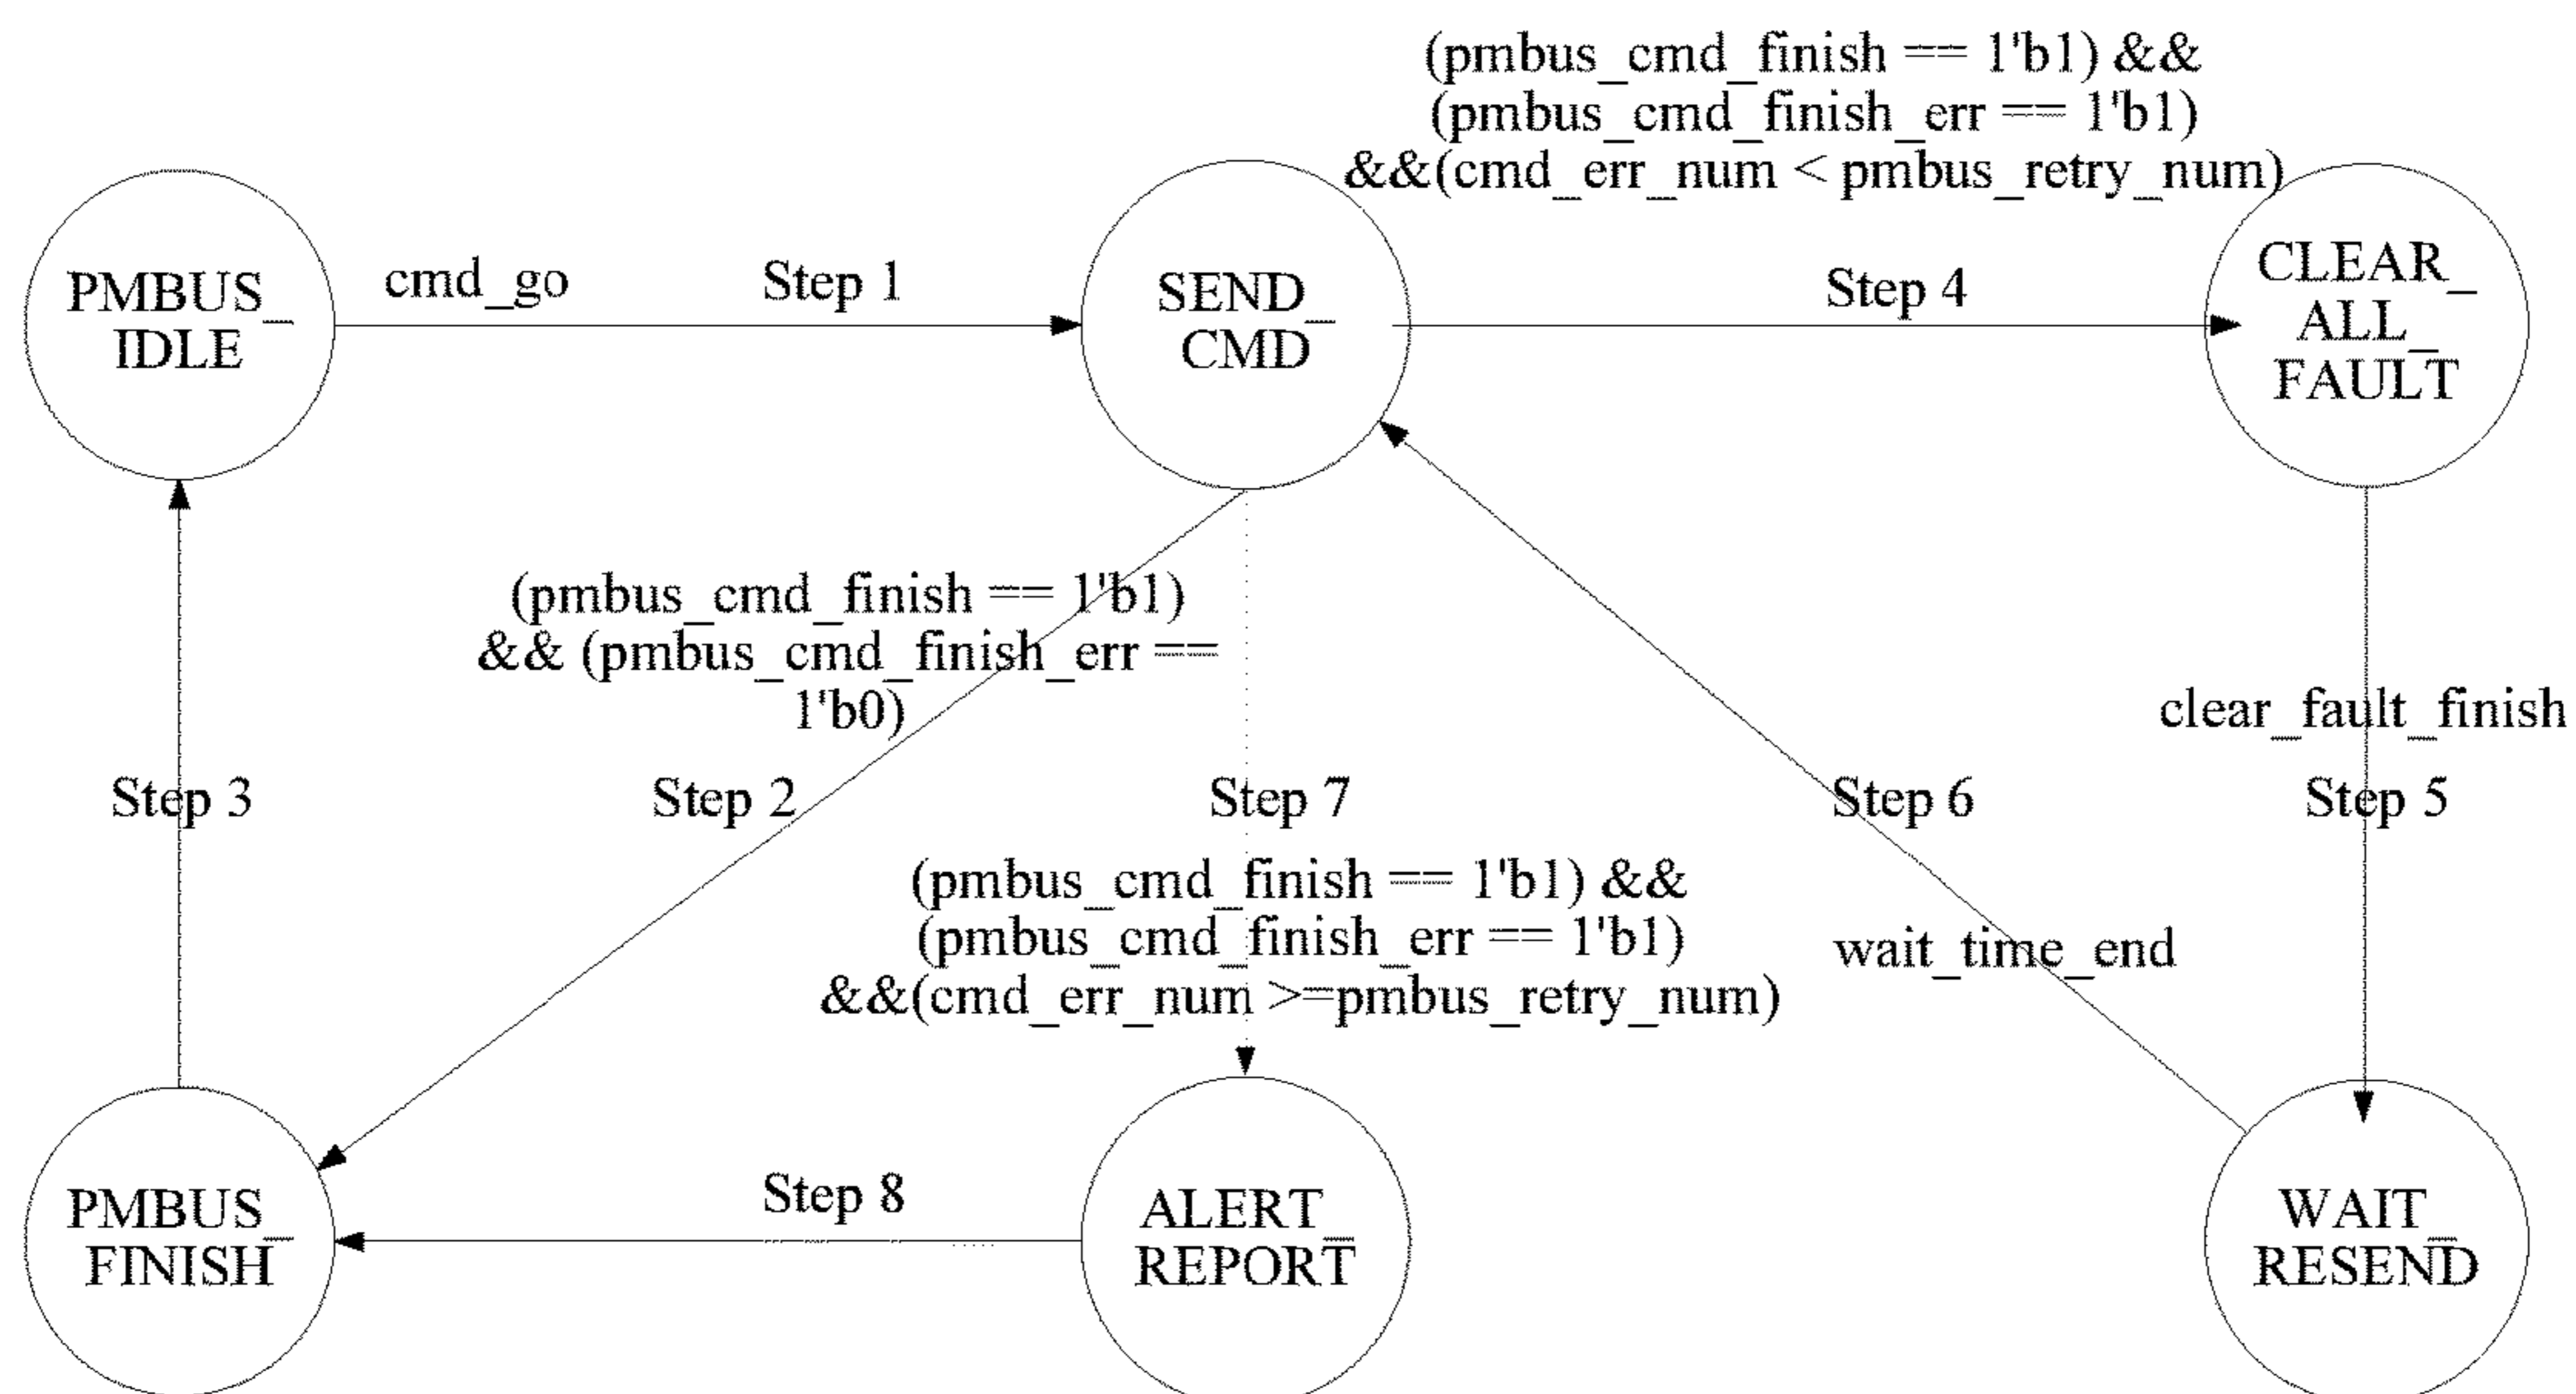 (pmbus_cmd_finish == 1'b1) &&
(pmbus_cmd_finish_err == 1'b1)
&&(cmd_err_num < pmbus_retry_num)
PMBUS_
IDLE
cmd_go
Step 1
SEND_
CMD
Step 4
CLEAR_
ALL_
FAULT
(pmbus_cmd_finish == 1'b1)
&& (pmbus_cmd_finish_err ==
1'b0)
clear_fault_finish
Step 3
Step 2
Step 7
Step 6
Step 5
(pmbus_cmd_finish == 1'b1) &&
(pmbus_cmd_finish_err == 1'b1)
&&(cmd_err_num >=pmbus_retry_num)
wait_time_end
PMBUS_
FINISH
Step 8
ALERT_
REPORT
WAIT_
RESEND